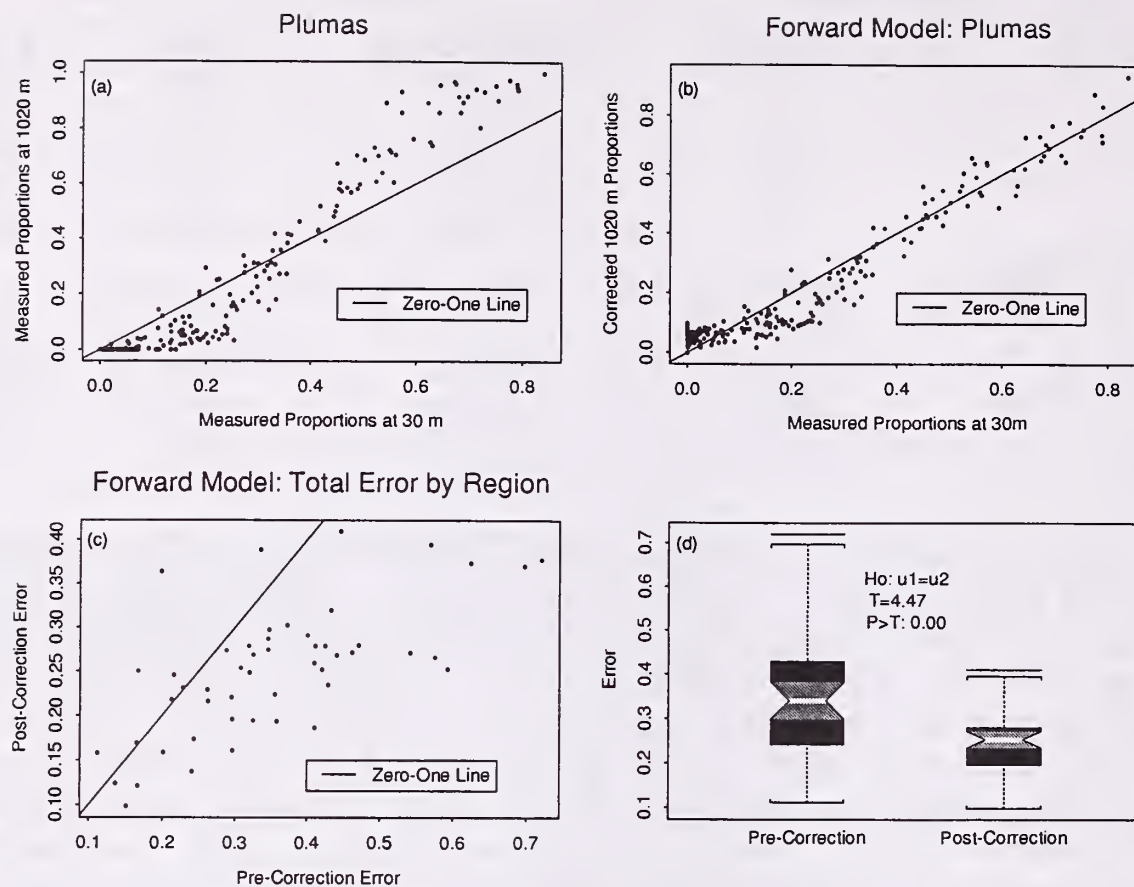 Plumas
(a)
Measured Proportions at 1020 m
1.0
0.8
0.6
0.4
0.2
0.0
Zero-One Line
0.0 0.2 0.4 0.6 0.8
Measured Proportions at 30 m
Forward Model: Plumas
(b)
Corrected 1020 m Proportions
0.8
0.6
0.4
0.2
0.0
Zero-One Line
0.0 0.2 0.4 0.6 0.8
Measured Proportions at 30m
Forward Model: Total Error by Region
(c)
Post-Correction Error
0.40
0.35
0.30
0.25
0.20
0.15
0.10
Zero-One Line
0.1 0.2 0.3 0.4 0.5 0.6 0.7
Pre-Correction Error
(d)
Error
0.7
0.6
0.5
0.4
0.3
0.2
0.1
Ho: u1=u2
T=4.47
P>T: 0.00
Pre-Correction Post-Correction